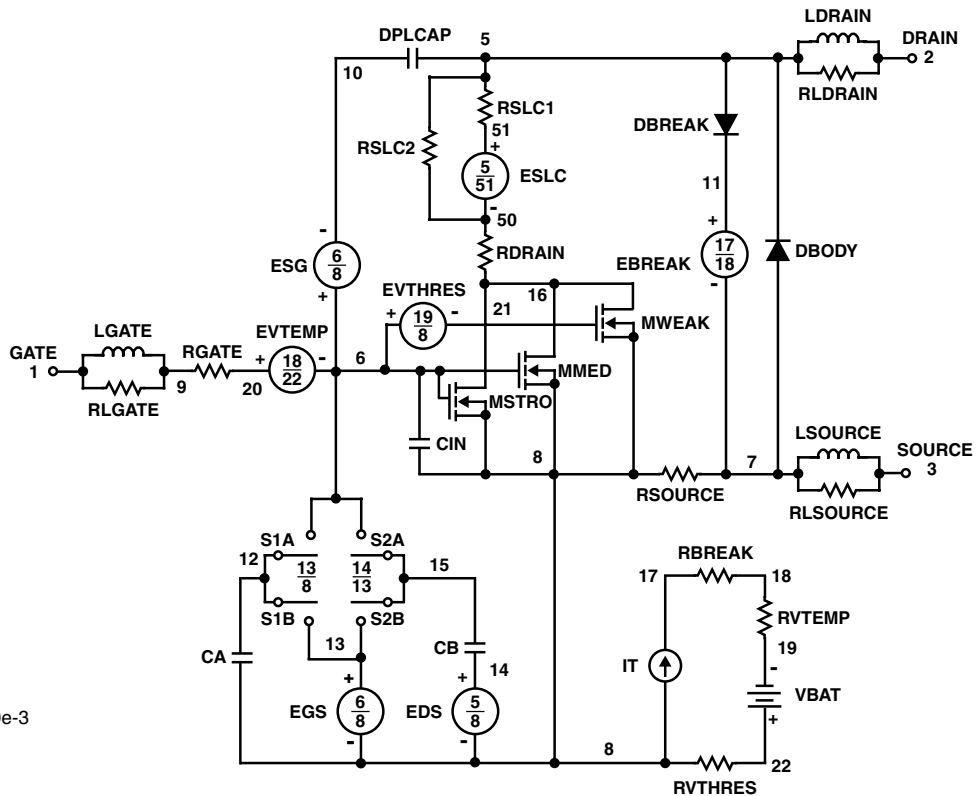 LDRAIN
DPLCAP
5
DRAIN
2
10
RLDRAIN
RSLC1
51
DBREAK
RSLC2
+
5
51
ESLC
-
50
11
+
RDRAIN
17
18
EBREAK
-
DBODY
-
6
8
ESG
+
EVTHRES
+
19
8
-
21
16
MWEAK
LGATE
EVTEMP
GATE
1
RGATE
+
18
22
-
6
9
20
MMED
RLGATE
MSTRO
CIN
8
7
LSOURCE
SOURCE
3
RSOURCE
RLSOURCE
S1A
S2A
12
13
8
14
13
15
S1B
S2B
13
RBREAK
17
18
RVTEMP
19
CA
CB
14
IT
-
VBAT
+
+
+
EGS
6
8
-
EDS
5
8
-
e-3
8
22
RVTHRES